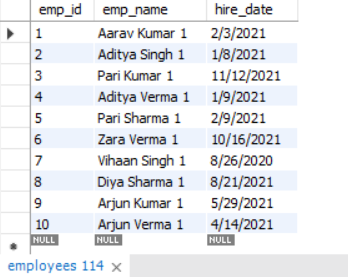 emp_id emp_name hire_date
1 Aarav Kumar 1 2/3/2021
2 Aditya Singh 1 1/8/2021
3 Pari Kumar 1 11/12/2021
4 Aditya Verma 1 1/9/2021
5 Pari Sharma 1 2/9/2021
6 Zara Verma 1 10/16/2021
7 Vihaan Singh 1 8/26/2020
8 Diya Sharma 1 8/21/2021
9 Arjun Kumar 1 5/29/2021
10 Arjun Verma 1 4/14/2021
NULL NULL NULL
employees 114